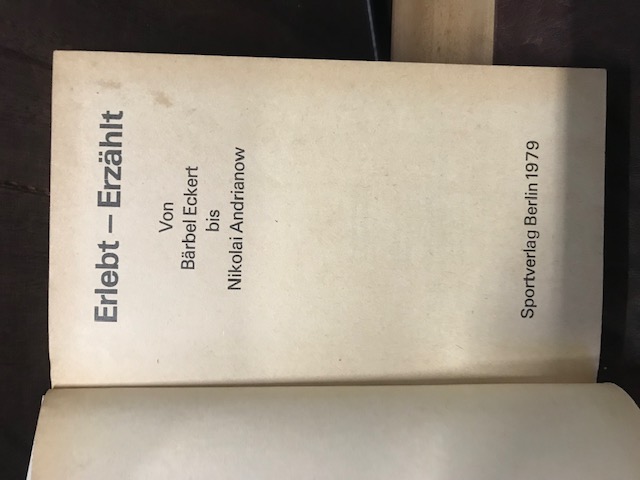 Erlebt – Erzählt
Von
Bärbel Eckert
bis
Nikolai Andrianow
Sportverlag Berlin 1979